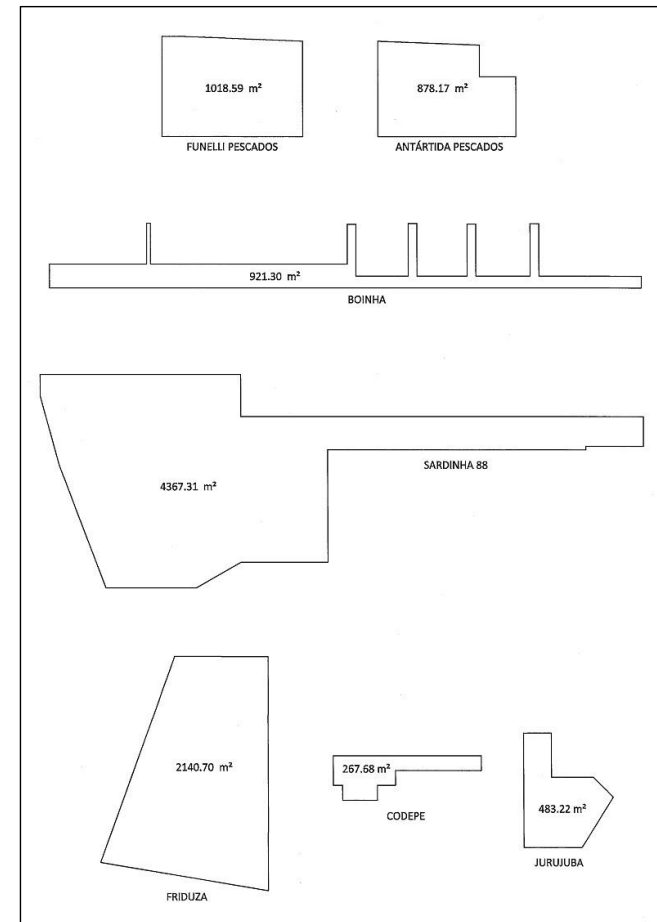 1018.59 m²
FUNELLI PESCADOS
878.17 m²
ANTÁRTIDA PESCADOS
921.30 m²
BOINHA
4367.31 m²
SARDINHA 88
2140.70 m²
FRIDUZA
267.68 m²
CODEPE
483.22 m²
JURUJUBA